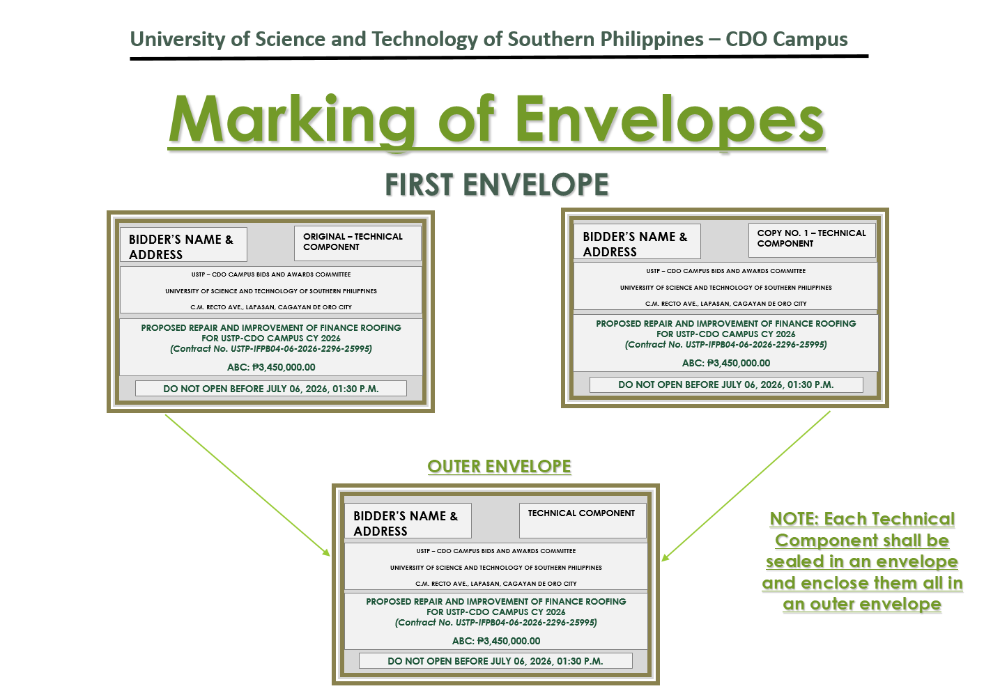 University of Science and Technology of Southern Philippines – CDO Campus
Marking of Envelopes
FIRST ENVELOPE
BIDDER'S NAME &
ADDRESS
ORIGINAL – TECHNICAL
COMPONENT
USTP – CDO CAMPUS BIDS AND AWARDS COMMITTEE
UNIVERSITY OF SCIENCE AND TECHNOLOGY OF SOUTHERN PHILIPPINES
C.M. RECTO AVE., LAPASAN, CAGAYAN DE ORO CITY
PROPOSED REPAIR AND IMPROVEMENT OF FINANCE ROOFING
FOR USTP-CDO CAMPUS CY 2026
(Contract No. USTP-IFPB04-06-2026-2296-25995)
ABC: ₱3,450,000.00
DO NOT OPEN BEFORE JULY 06, 2026, 01:30 P.M.
BIDDER'S NAME &
ADDRESS
COPY NO. 1 – TECHNICAL
COMPONENT
USTP – CDO CAMPUS BIDS AND AWARDS COMMITTEE
UNIVERSITY OF SCIENCE AND TECHNOLOGY OF SOUTHERN PHILIPPINES
C.M. RECTO AVE., LAPASAN, CAGAYAN DE ORO CITY
PROPOSED REPAIR AND IMPROVEMENT OF FINANCE ROOFING
FOR USTP-CDO CAMPUS CY 2026
(Contract No. USTP-IFPB04-06-2026-2296-25995)
ABC: ₱3,450,000.00
DO NOT OPEN BEFORE JULY 06, 2026, 01:30 P.M.
OUTER ENVELOPE
BIDDER'S NAME &
ADDRESS
TECHNICAL COMPONENT
USTP – CDO CAMPUS BIDS AND AWARDS COMMITTEE
UNIVERSITY OF SCIENCE AND TECHNOLOGY OF SOUTHERN PHILIPPINES
C.M. RECTO AVE., LAPASAN, CAGAYAN DE ORO CITY
PROPOSED REPAIR AND IMPROVEMENT OF FINANCE ROOFING
FOR USTP-CDO CAMPUS CY 2026
(Contract No. USTP-IFPB04-06-2026-2296-25995)
ABC: ₱3,450,000.00
DO NOT OPEN BEFORE JULY 06, 2026, 01:30 P.M.
NOTE: Each Technical
Component shall be
sealed in an envelope
and enclose them all in
an outer envelope